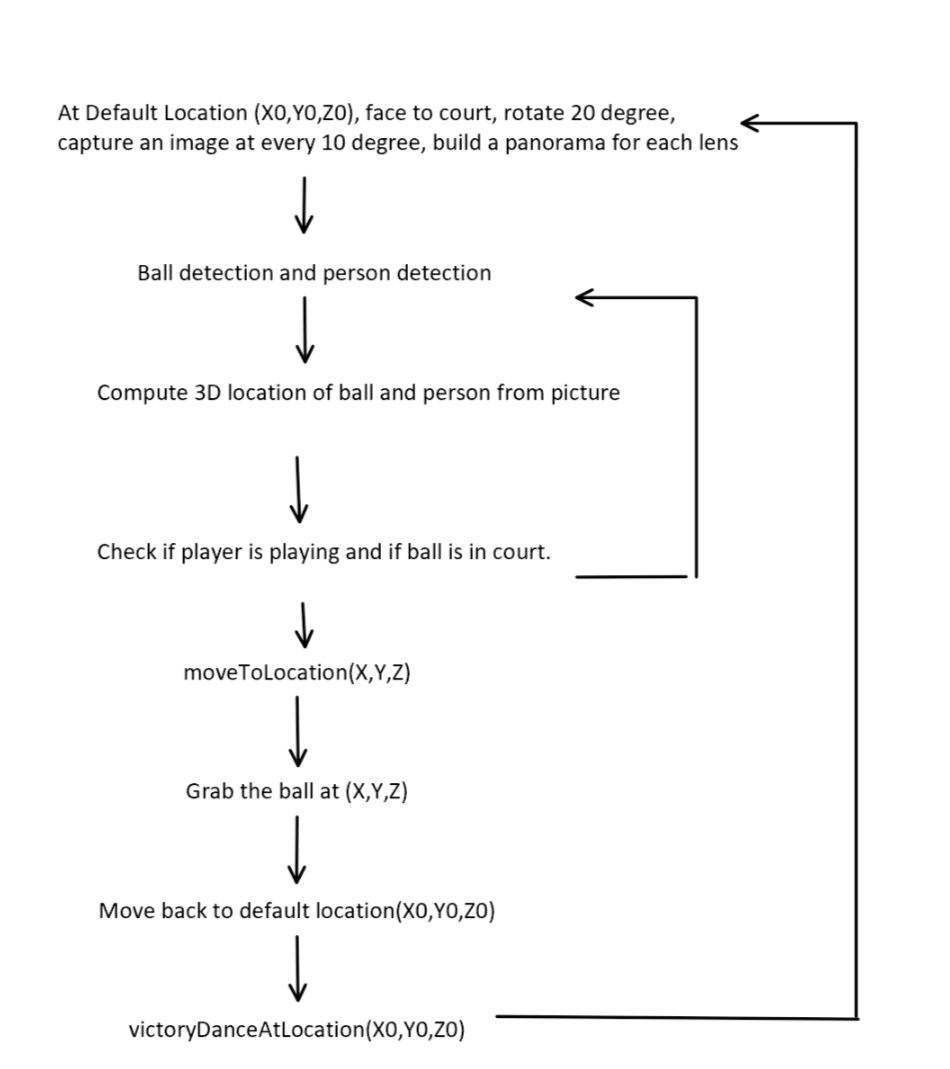 At Default Location (X0,Y0,Z0), face to court, rotate 20 degree,
capture an image at every 10 degree, build a panorama for each lens
Ball detection and person detection
Compute 3D location of ball and person from picture
Check if player is playing and if ball is in court.
moveToLocation(X,Y,Z)
Grab the ball at (X,Y,Z)
Move back to default location(X0,Y0,Z0)
victoryDanceAtLocation(X0,Y0,Z0)